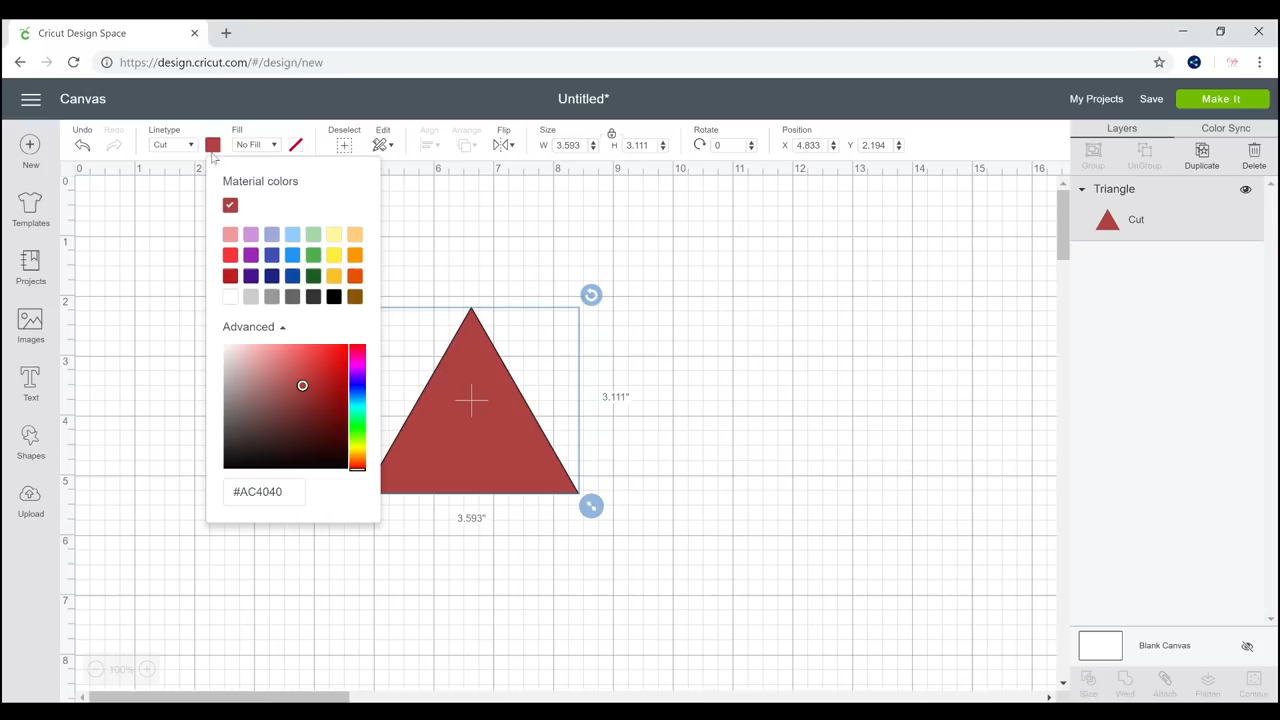 Cricut Design Space
https://design.cricut.com/#/design/new
Canvas
Untitled*
My Projects
Save
Make It
Undo
Redo
Linetype
Cut
Fill
No Fill
Deselect
Edit
Align
Arrange
Flip
Size
W 3.593
H 3.111
Rotate
0
Position
X 4.833
Y 2.194
Layers
Color Sync
Group
UnGroup
Duplicate
Delete
New
Templates
Projects
Images
Text
Shapes
Upload
0 1 2 6 7 8 9 10 11 12 13 14 15 16
0
1
2
3
4
5
6
7
8
Material colors
Advanced
#AC4040
3.111"
3.593"
100%
Triangle
Cut
Blank Canvas
Slice
Weld
Attach
Flatten
Contour